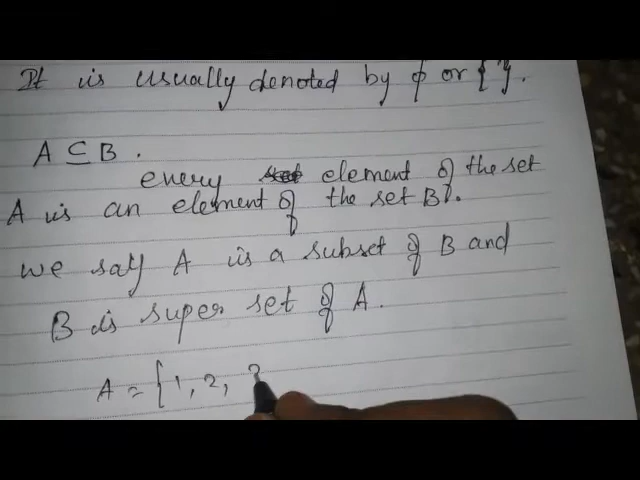 It is usually denoted by ϕ or { }.
A ⊆ B.
every element of the set
A is an element of the set B.
we say A is a subset of B and
B is super set of A.
A = {1, 2, 3